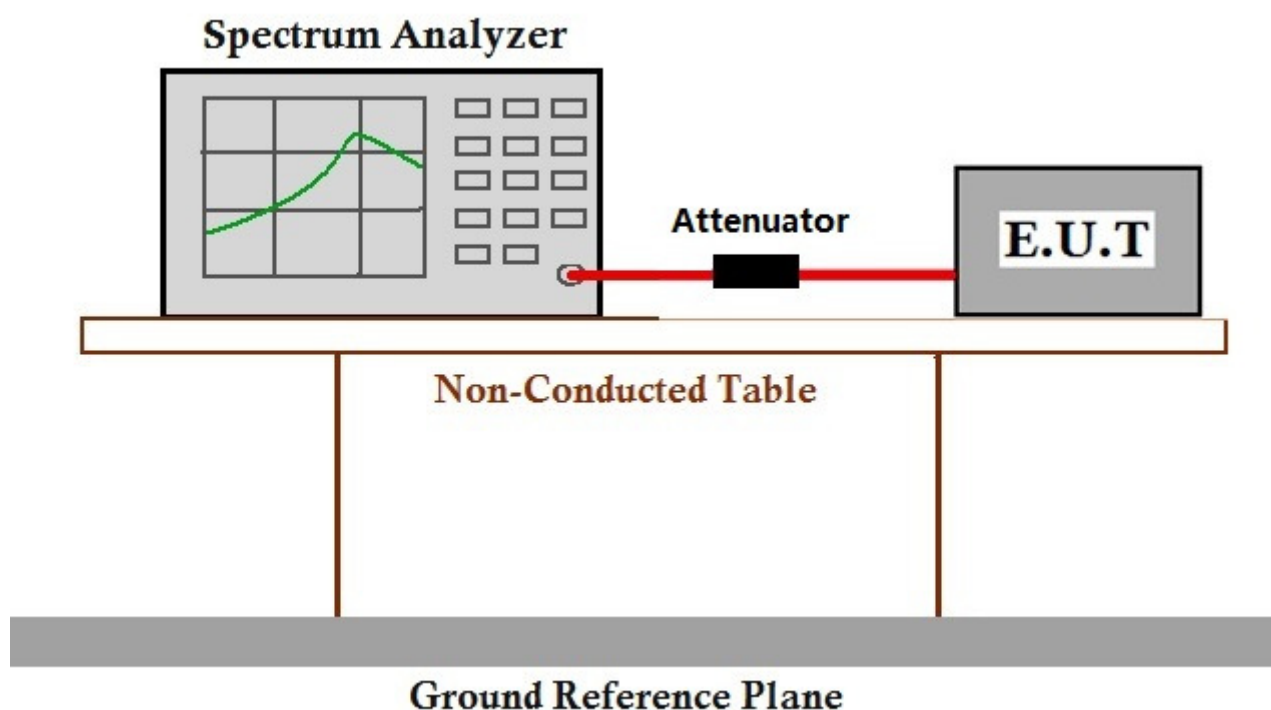 Spectrum Analyzer
Attenuator
E.U.T
Non-Conducted Table
Ground Reference Plane